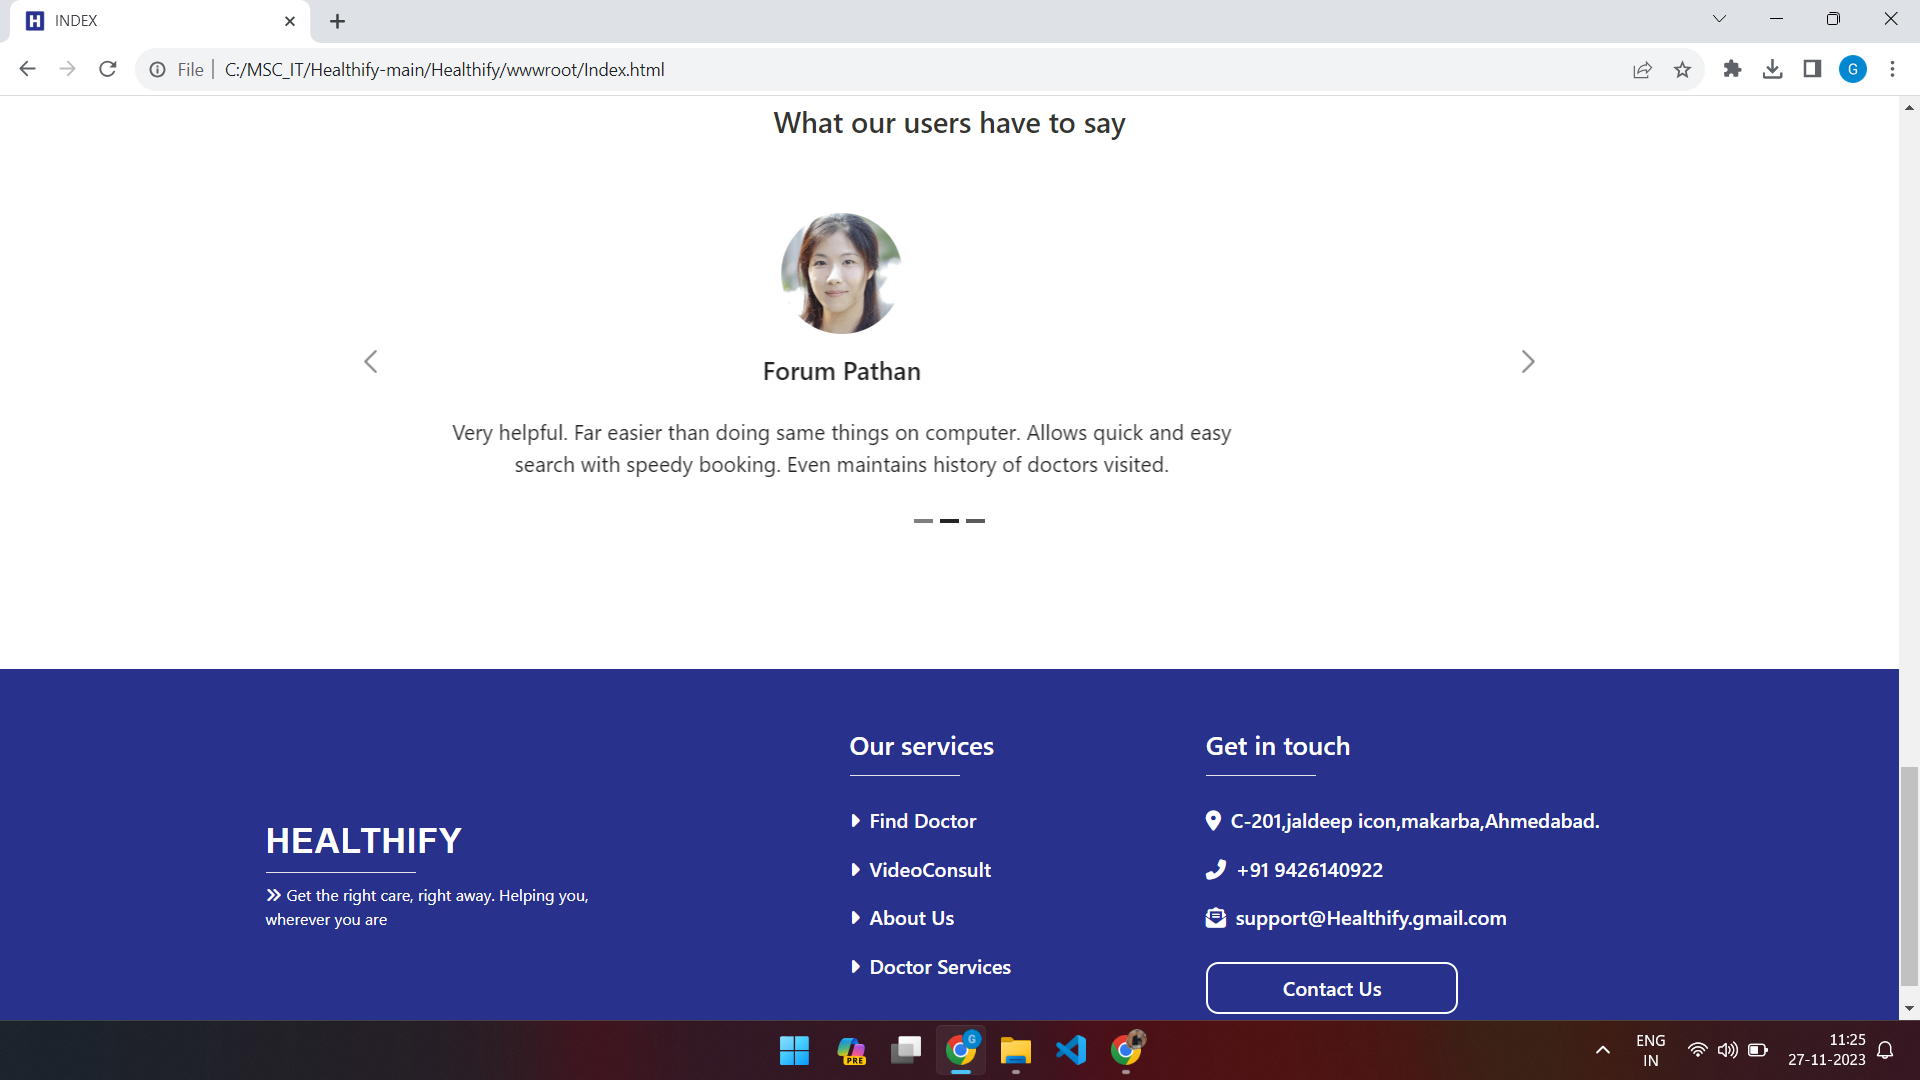 INDEX
File
C:/MSC_IT/Healthify-main/Healthify/wwwroot/Index.html
G
What our users have to say
Forum Pathan
Very helpful. Far easier than doing same things on computer. Allows quick and easy
search with speedy booking. Even maintains history of doctors visited.
HEALTHIFY
Get the right care, right away. Helping you,
wherever you are
Our services
Find Doctor
VideoConsult
About Us
Doctor Services
Get in touch
C-201,jaldeep icon,makarba,Ahmedabad.
+91 9426140922
support@Healthify.gmail.com
Contact Us
PRE
G
ENG
IN
11:25
27-11-2023